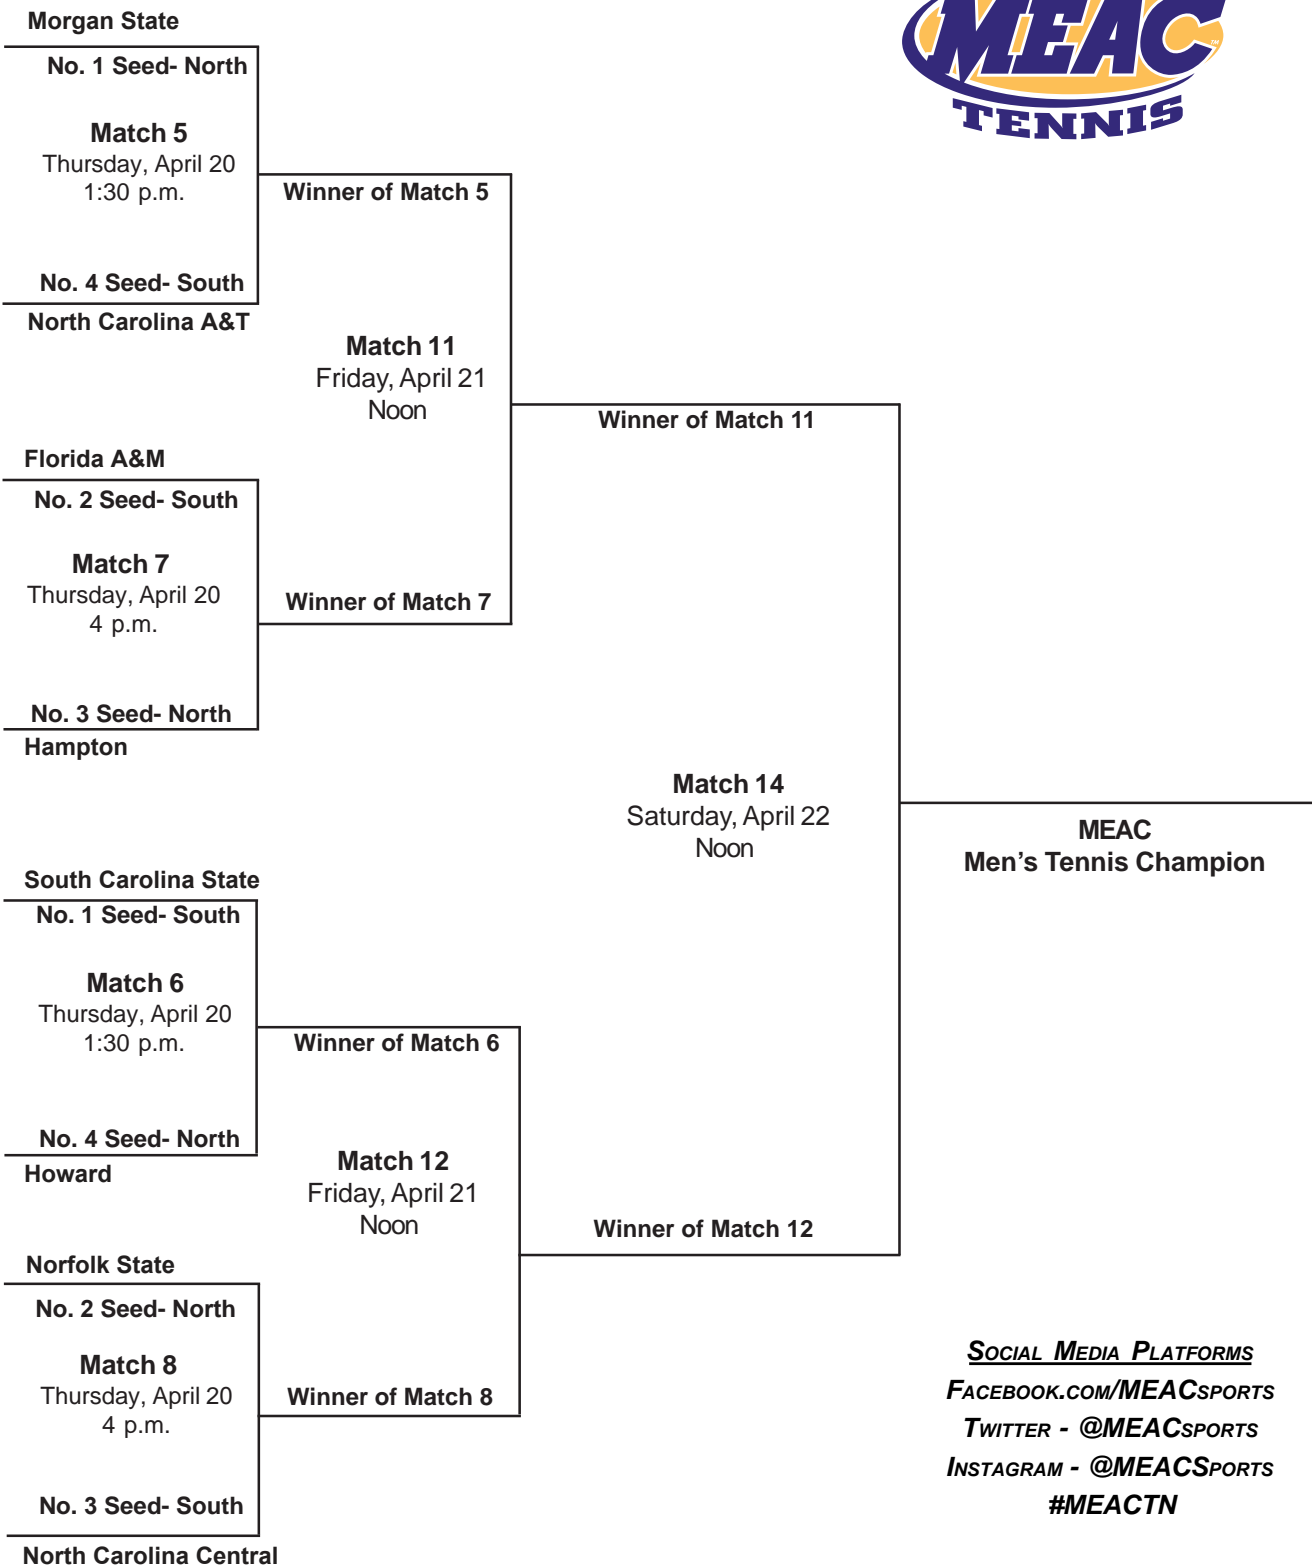 MEAC
TM
TENNIS
Morgan State
No. 1 Seed- North
Match 5
Thursday, April 20
1:30 p.m.
No. 4 Seed- South
North Carolina A&T
Winner of Match 5
Match 11
Friday, April 21
Noon
Florida A&M
No. 2 Seed- South
Match 7
Thursday, April 20
4 p.m.
No. 3 Seed- North
Hampton
Winner of Match 7
Winner of Match 11
Match 14
Saturday, April 22
Noon
MEAC
Men’s Tennis Champion
South Carolina State
No. 1 Seed- South
Match 6
Thursday, April 20
1:30 p.m.
No. 4 Seed- North
Howard
Winner of Match 6
Match 12
Friday, April 21
Noon
Winner of Match 12
Norfolk State
No. 2 Seed- North
Match 8
Thursday, April 20
4 p.m.
No. 3 Seed- South
North Carolina Central
Winner of Match 8
Social Media Platforms
Facebook.com/MEACsports
Twitter - @MEACsports
Instagram - @MEACSports
#MEACTN